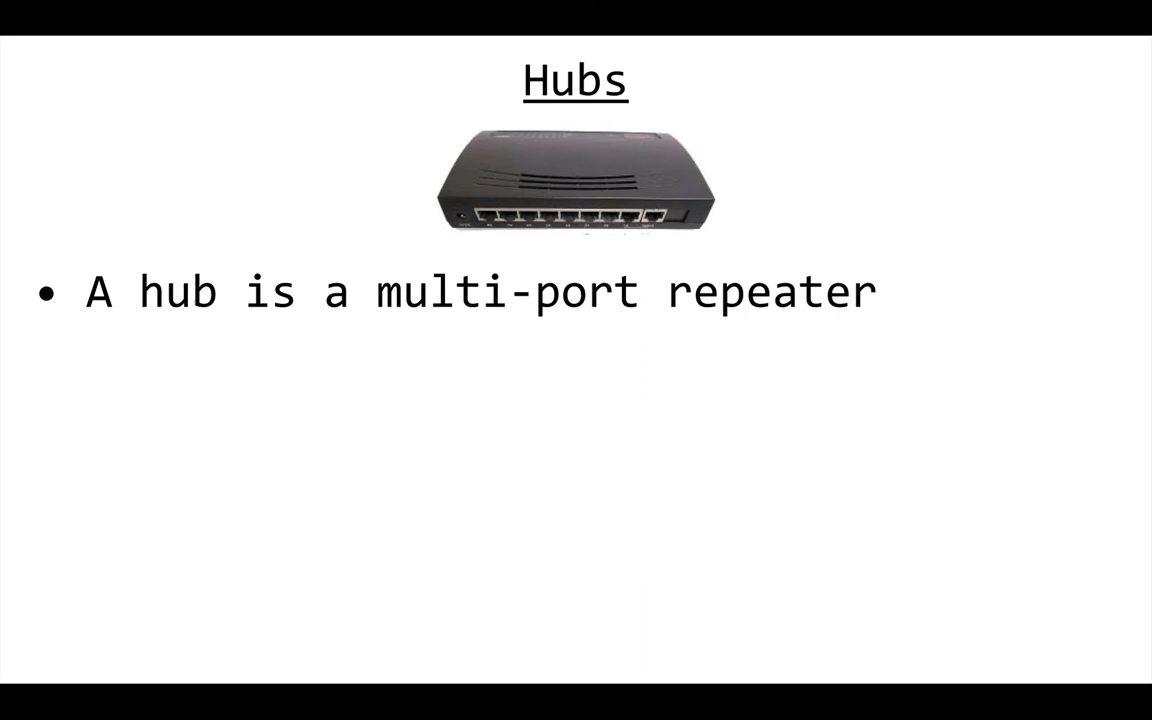 Hubs
• A hub is a multi-port repeater